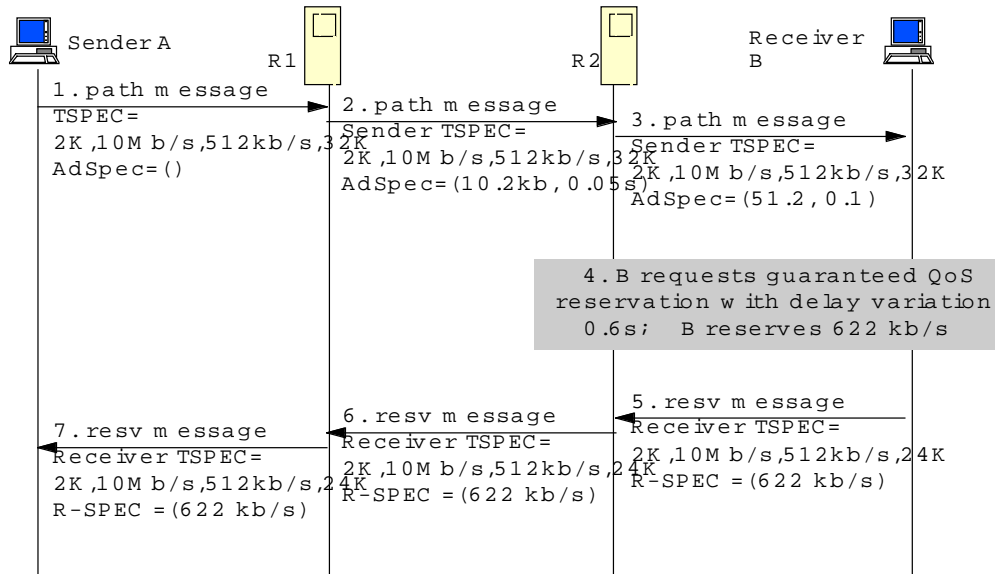 Sender A
R1
R2
Receiver
B
1. path message
TSPEC=
2K,10Mb/s,512kb/s,32K
AdSpec=()
2. path message
Sender TSPEC=
2K,10Mb/s,512kb/s,32K
AdSpec=(10.2kb, 0.05s)
3. path message
Sender TSPEC=
2K,10Mb/s,512kb/s,32K
AdSpec=(51.2, 0.1)
4. B requests guaranteed QoS
reservation with delay variation
0.6s; B reserves 622 kb/s
5. resv message
Receiver TSPEC=
2K,10Mb/s,512kb/s,24K
R-SPEC =(622 kb/s)
6. resv message
Receiver TSPEC=
2K,10Mb/s,512kb/s,24K
R-SPEC =(622 kb/s)
7. resv message
Receiver TSPEC=
2K,10Mb/s,512kb/s,24K
R-SPEC =(622 kb/s)